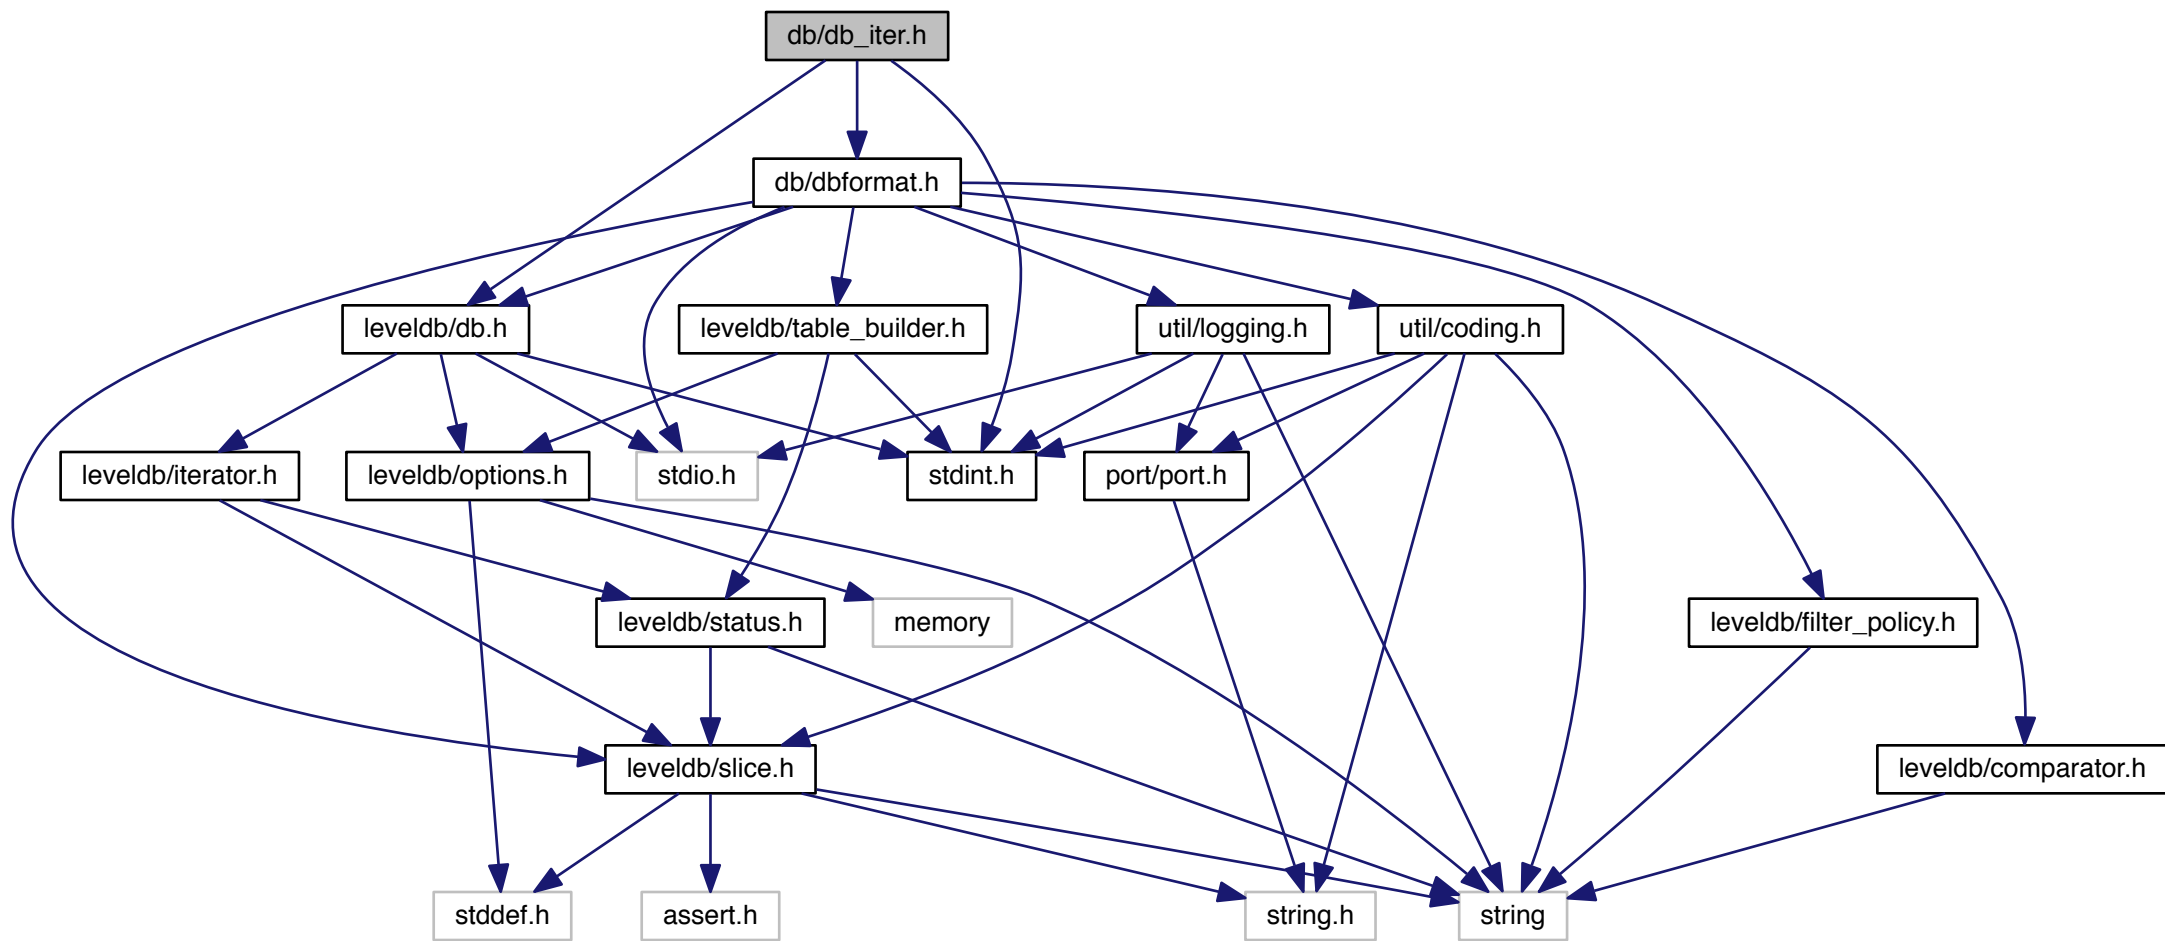 db/db_iter.h
db/dbformat.h
leveldb/db.h
leveldb/table_builder.h
util/logging.h
util/coding.h
leveldb/iterator.h
leveldb/options.h
stdio.h
stdint.h
port/port.h
leveldb/status.h
memory
leveldb/filter_policy.h
leveldb/slice.h
leveldb/comparator.h
stddef.h
assert.h
string.h
string